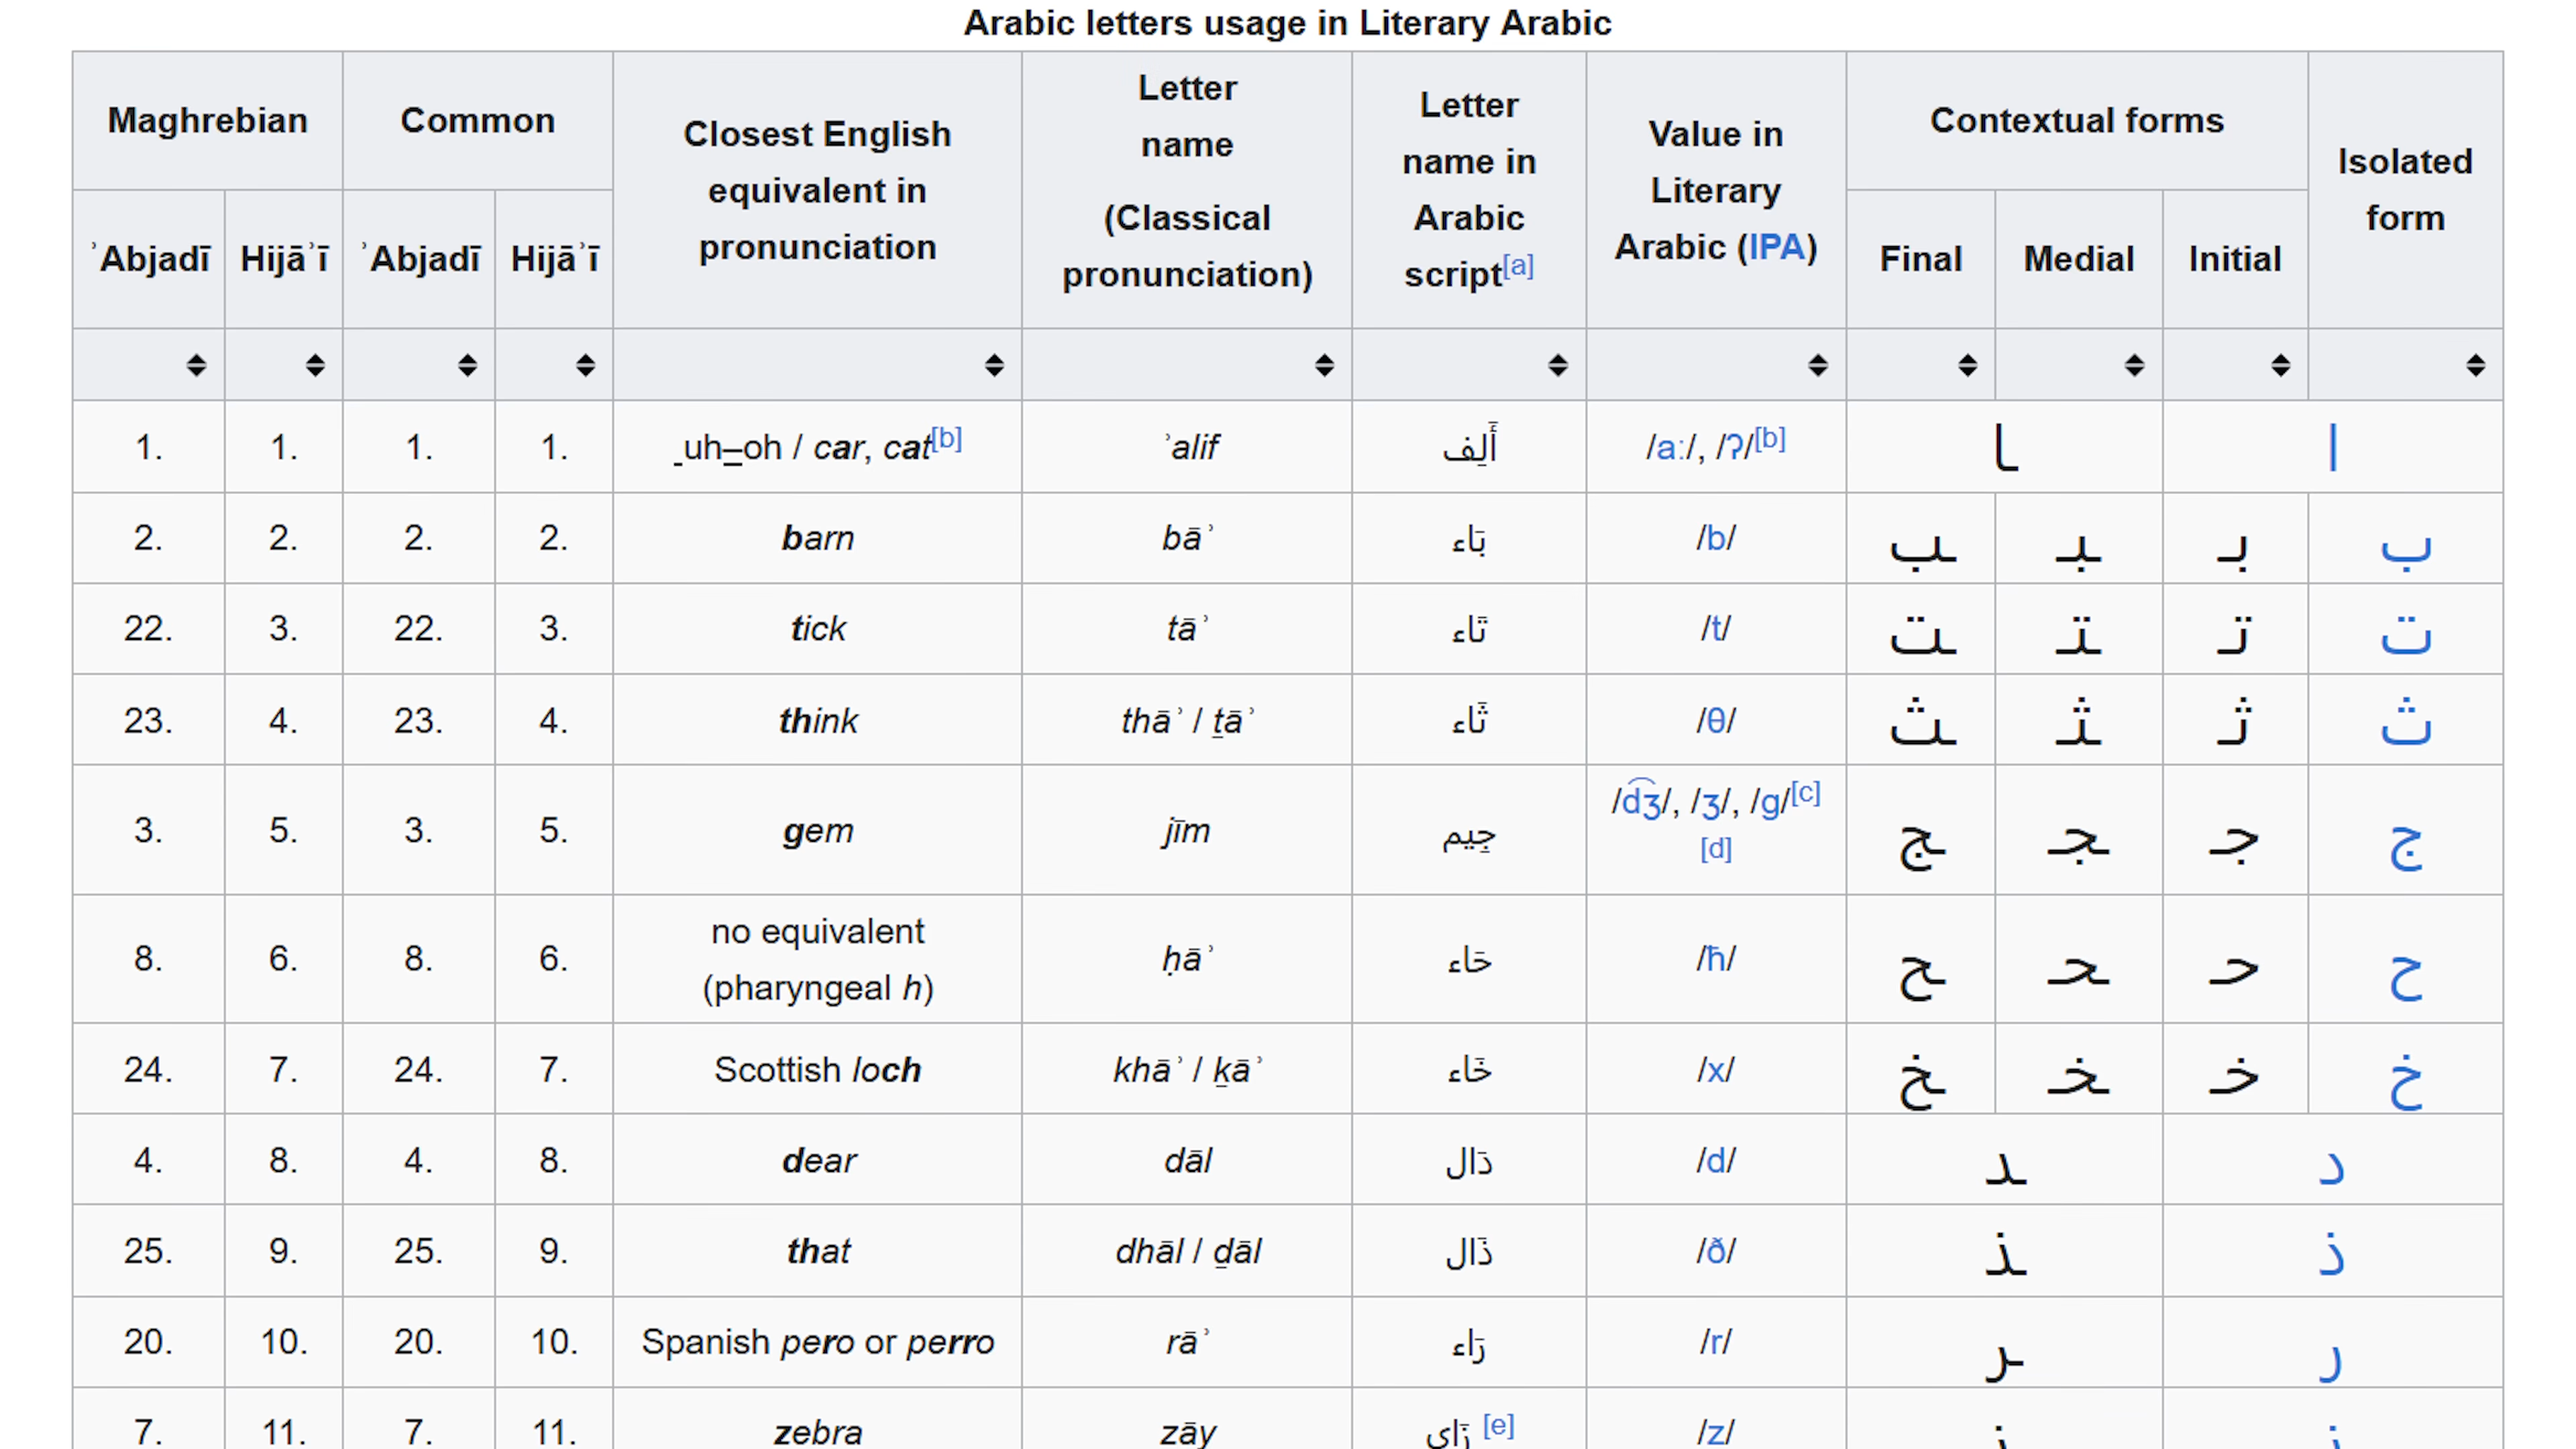 Arabic letters usage in Literary Arabic
Maghrebian Common Closest English equivalent in pronunciation Letter name (Classical pronunciation) Letter name in Arabic script[a] Value in Literary Arabic (IPA) Contextual forms Isolated form
ʾAbjadī Hijāʾī ʾAbjadī Hijāʾī Final Medial Initial
1. 1. 1. 1. uh–oh / car, cat[b] ʾalif أَلِف /aː/, /ʔ/[b] ـا ا
2. 2. 2. 2. barn bāʾ بَاء /b/ ـب ـبـ بـ ب
22. 3. 22. 3. tick tāʾ تَاء /t/ ـت ـتـ تـ ت
23. 4. 23. 4. think thāʾ / ṯāʾ ثَاء /θ/ ـث ـثـ ثـ ث
3. 5. 3. 5. gem jīm جِيم /d͡ʒ/, /ʒ/, /ɡ/[c][d] ـج ـجـ جـ ج
8. 6. 8. 6. no equivalent (pharyngeal h) ḥāʾ حَاء /ħ/ ـح ـحـ حـ ح
24. 7. 24. 7. Scottish loch khāʾ / ḵāʾ خَاء /x/ ـخ ـخـ خـ خ
4. 8. 4. 8. dear dāl دَال /d/ ـد د
25. 9. 25. 9. that dhāl / ḏāl ذَال /ð/ ـذ ذ
20. 10. 20. 10. Spanish pero or perro rāʾ رَاء /r/ ـر ر
7. 11. 7. 11. zebra zāy زَاي [e] /z/